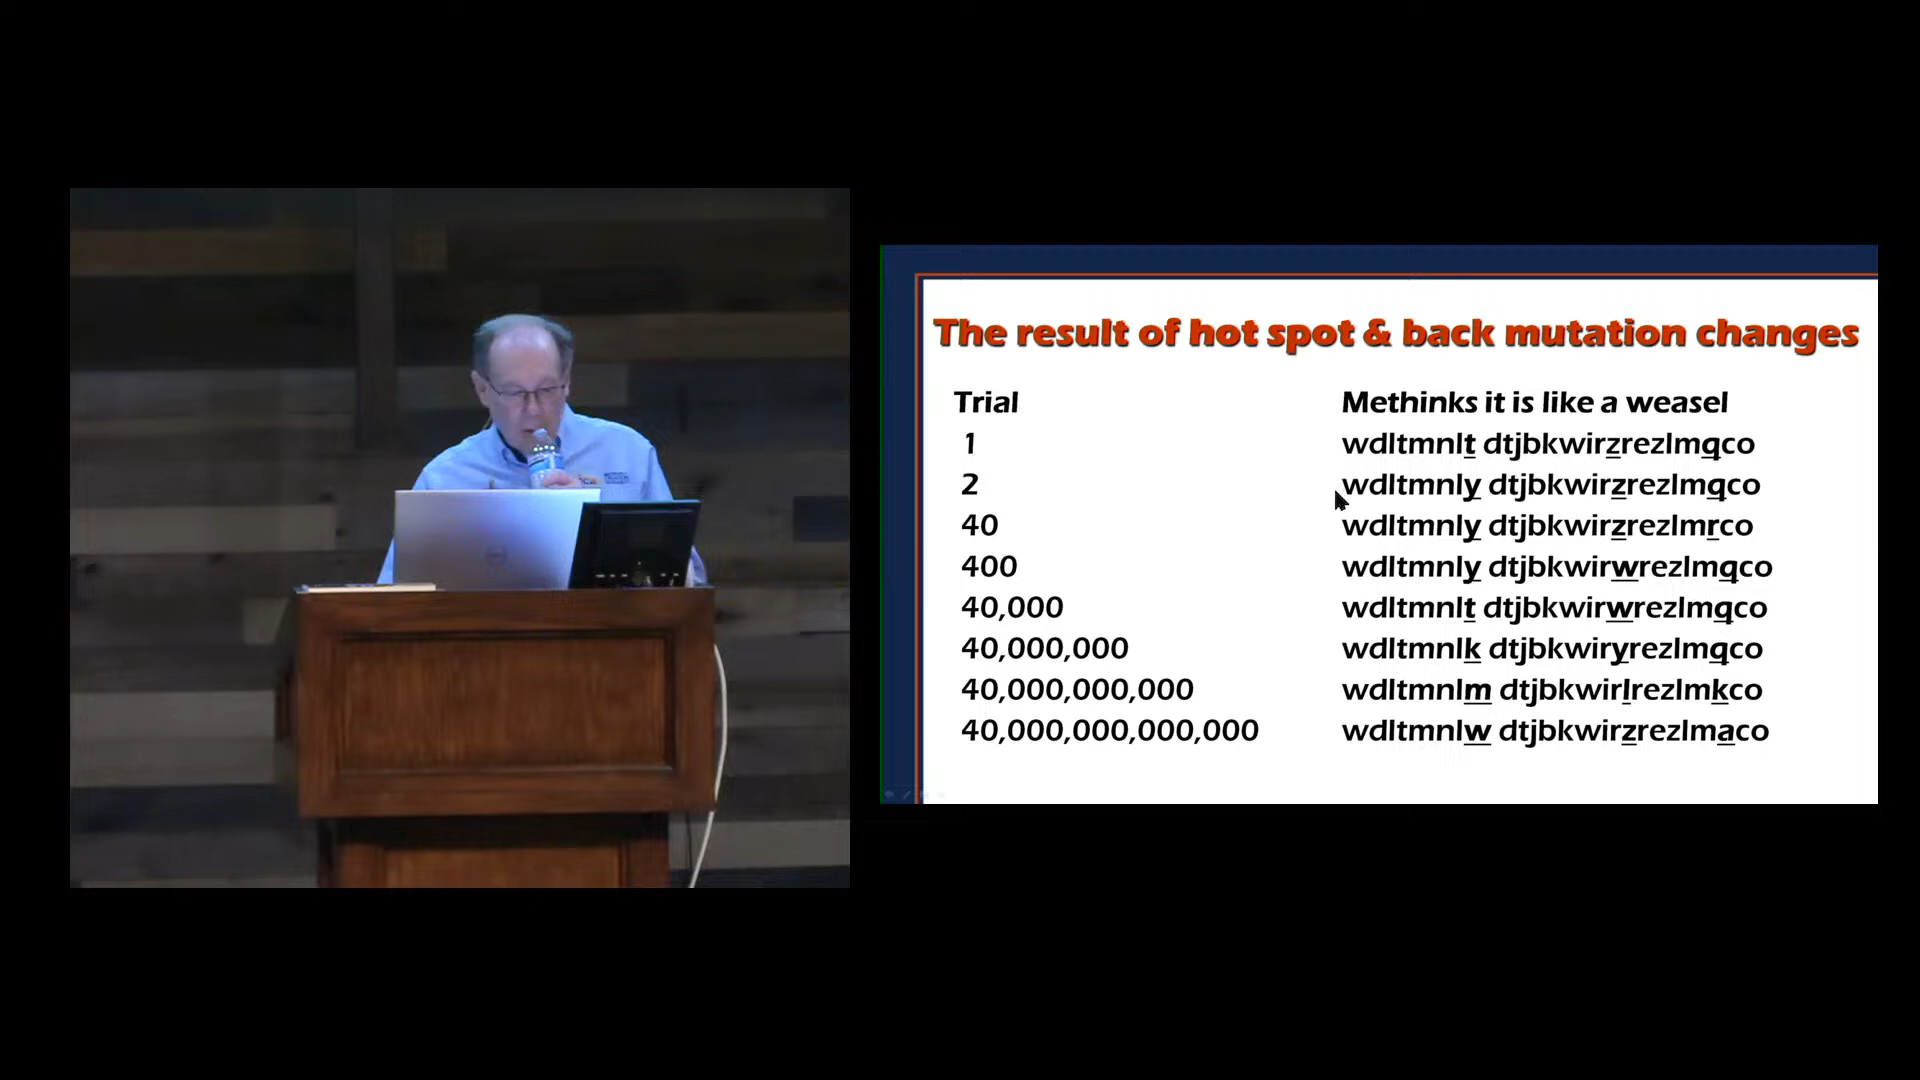 The result of hot spot & back mutation changes
Trial Methinks it is like a weasel
1 wdltmnlt dtjbkwirzrezlmqco
2 wdltmnly dtjbkwirzrezlmqco
40 wdltmnly dtjbkwirzrezlmrco
400 wdltmnly dtjbkwirwrezlmqco
40,000 wdltmnlt dtjbkwirwrezlmqco
40,000,000 wdltmnlk dtjbkwiryrezlmqco
40,000,000,000 wdltmnlm dtjbkwirlrezlmkco
40,000,000,000,000 wdltmnlw dtjbkwirzrezlmaco